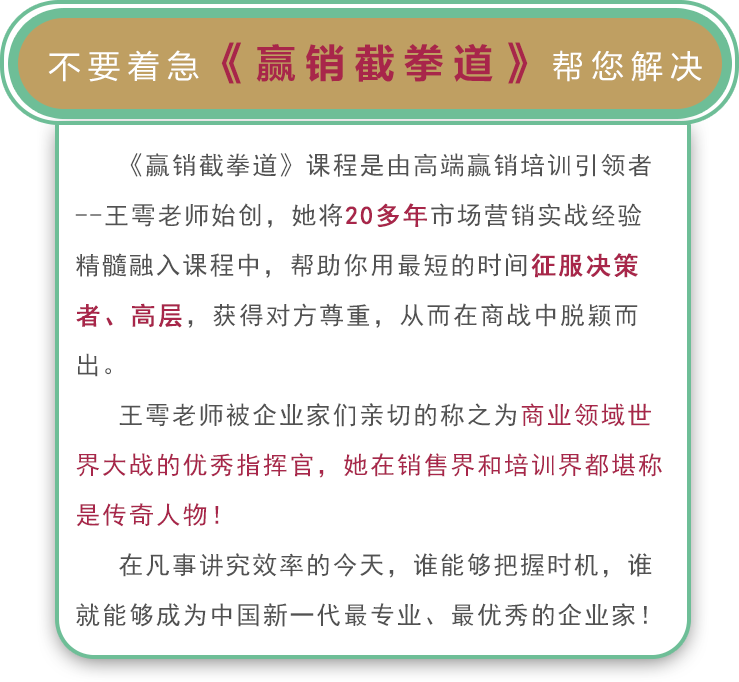 不要着急《赢销截拳道》帮您解决
《赢销截拳道》课程是由高端赢销培训引领者
--王雩老师始创，她将20多年市场营销实战经验
精髓融入课程中，帮助你用最短的时间征服决策
者、高层，获得对方尊重，从而在商战中脱颖而
出。
王雩老师被企业家们亲切的称之为商业领域世
界大战的优秀指挥官，她在销售界和培训界都堪称
是传奇人物！
在凡事讲究效率的今天，谁能够把握时机，谁
就能够成为中国新一代最专业、最优秀的企业家！